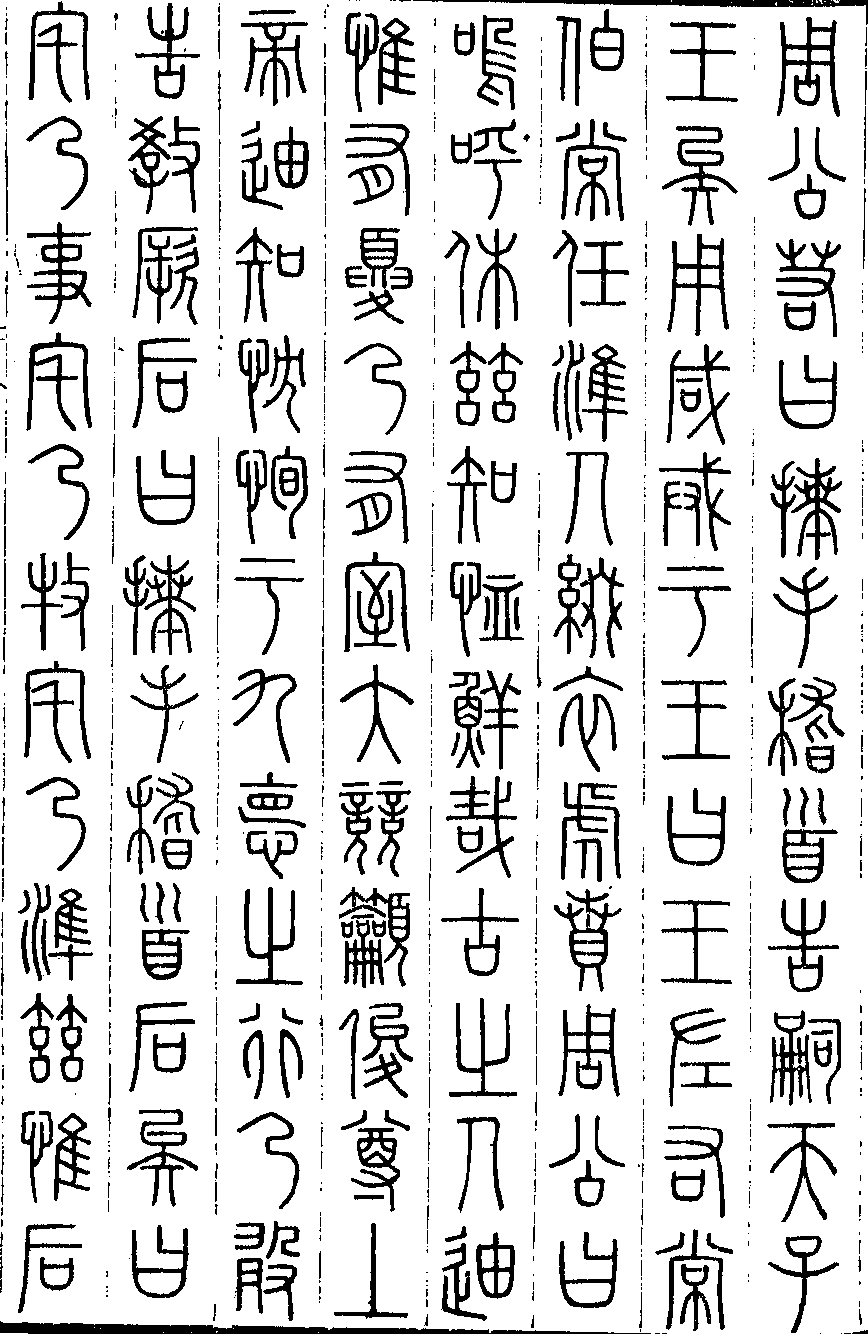 周公若曰拜手稽首告嗣天子
王矣用咸戒于王曰王左右常
伯常任準人綴衣虎賁周公曰
嗚呼休茲知恤鮮哉古之人迪
惟有夏乃有室大競籲俊尊上
帝迪知忱恂于九德之行乃敢
告教厥后曰拜手稽首后矣曰
宅乃事宅乃牧宅乃準茲惟后